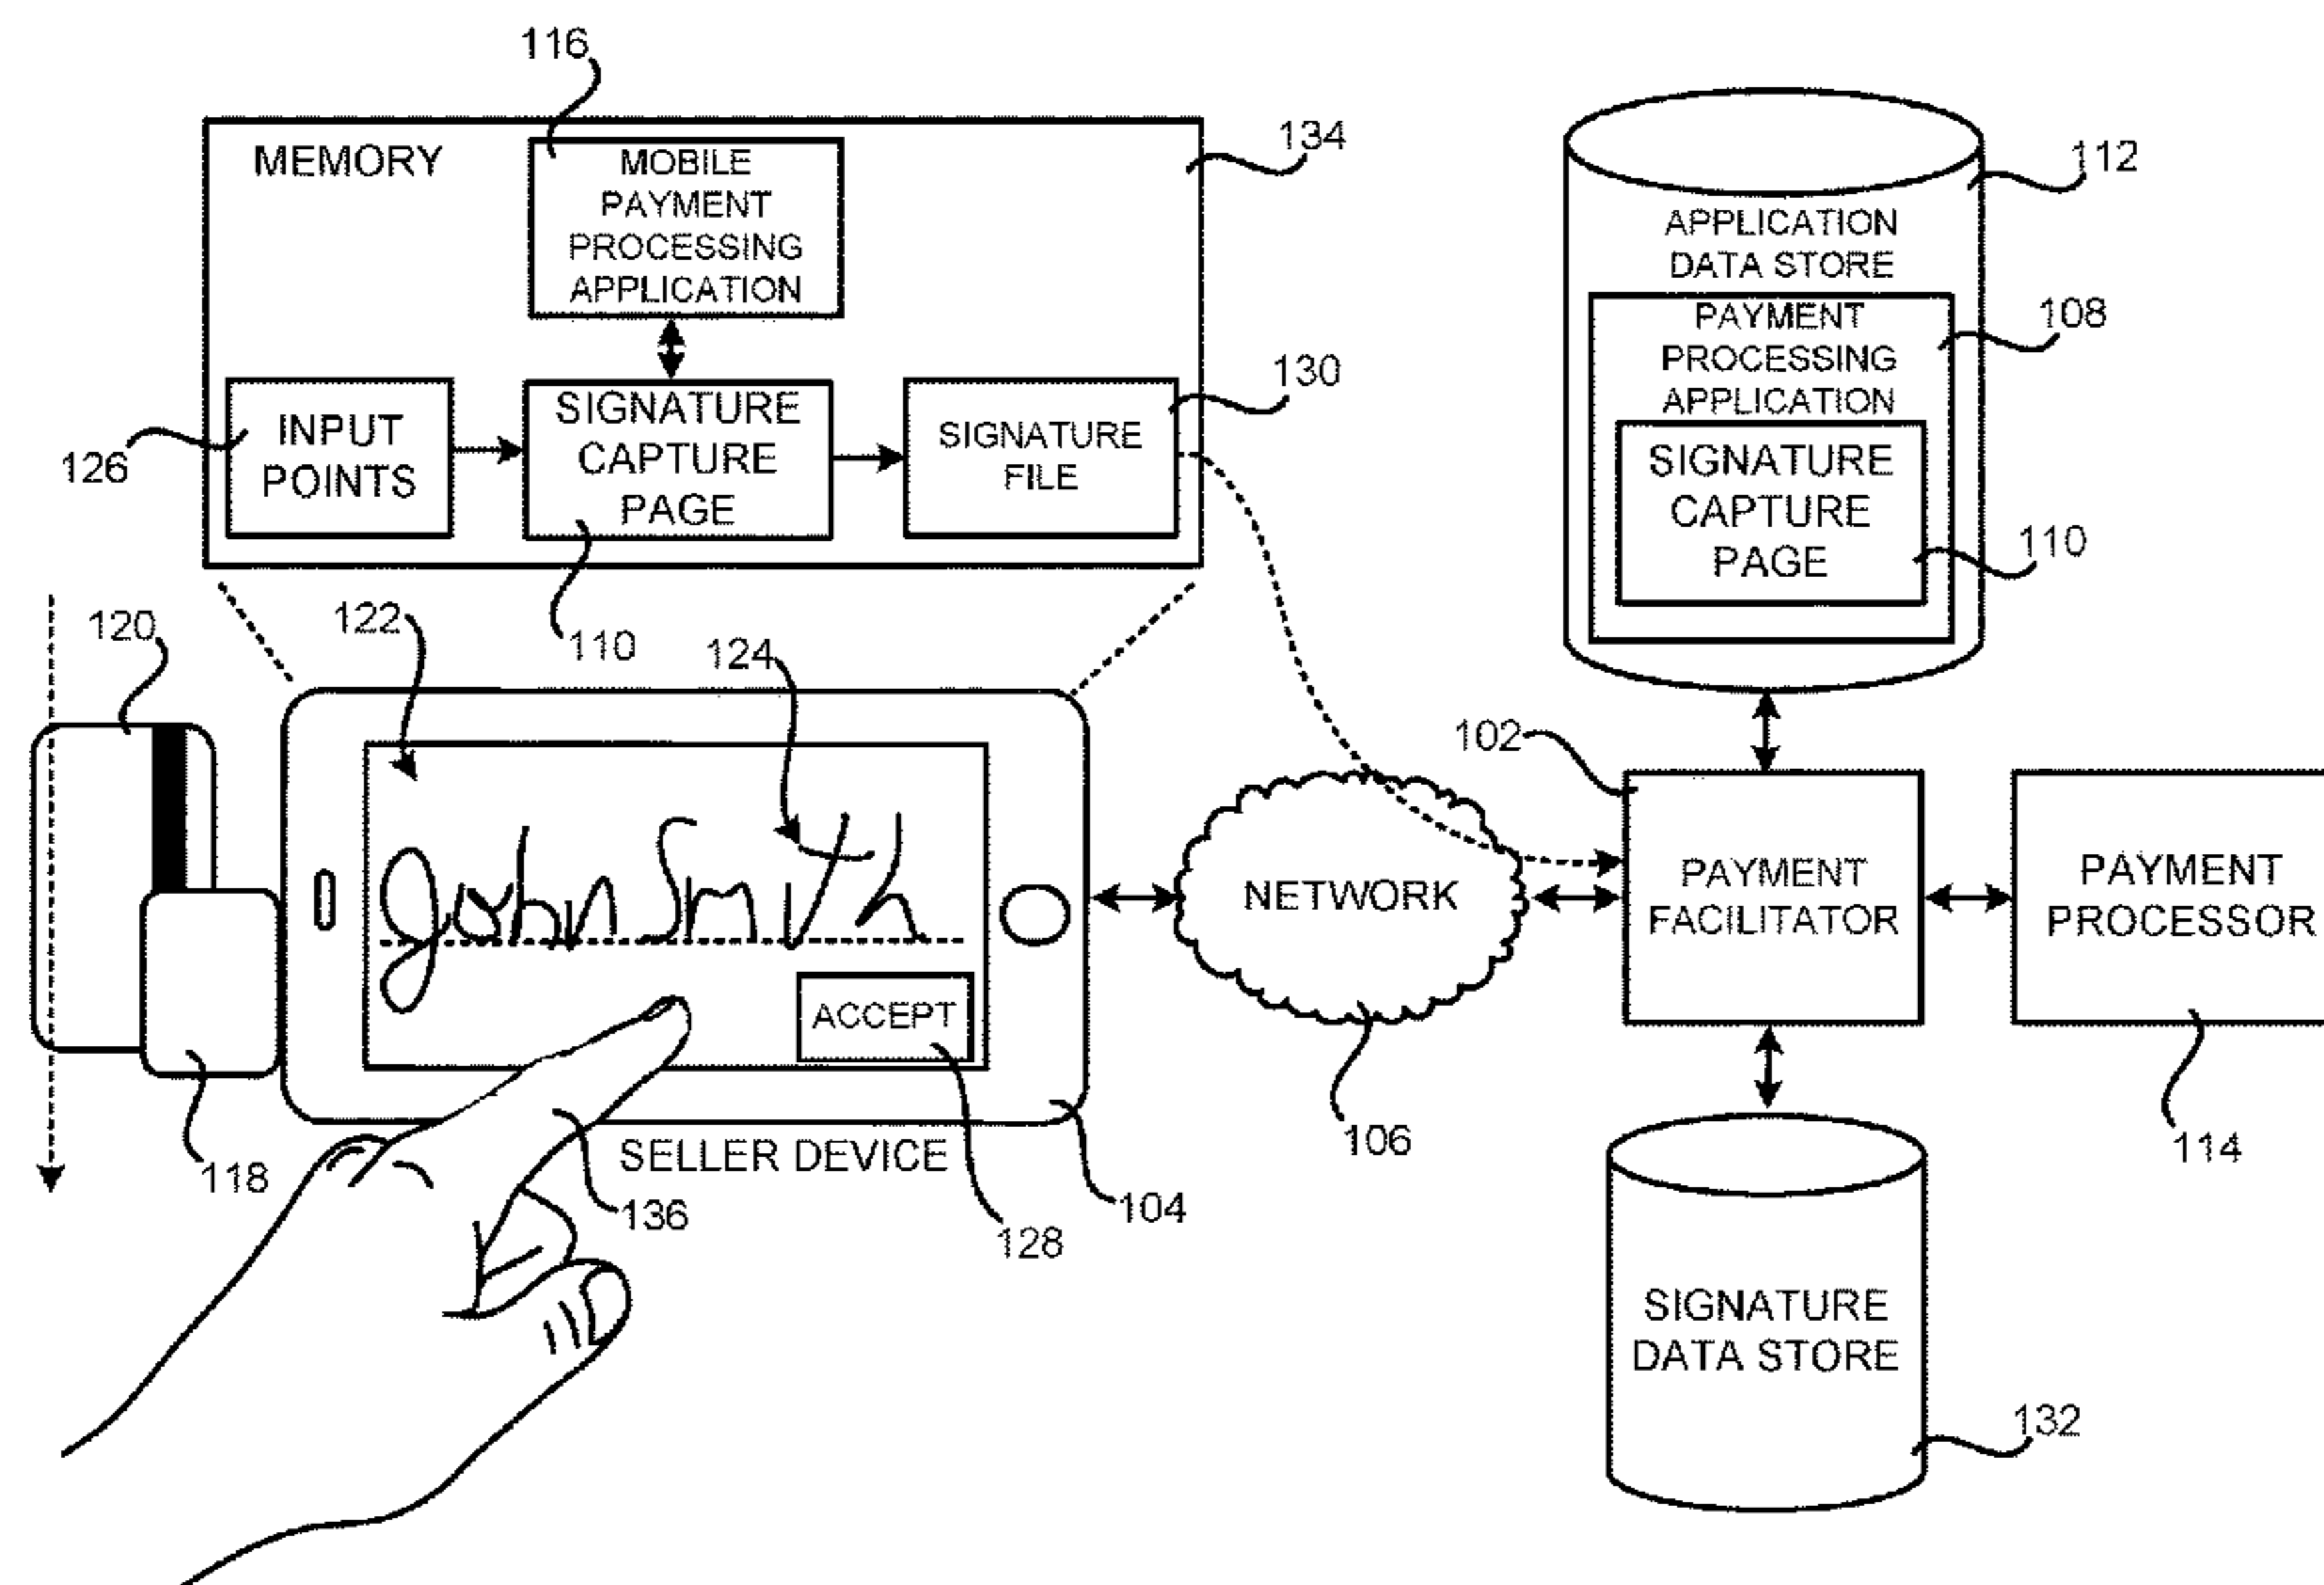 116
MEMORY
134
MOBILE
PAYMENT
PROCESSING
APPLICATION
INPUT
POINTS
126
SIGNATURE
CAPTURE
PAGE
110
SIGNATURE
FILE
130
112
APPLICATION
DATA STORE
PAYMENT
PROCESSING
APPLICATION
108
SIGNATURE
CAPTURE
PAGE
110
120
122
124
John Smith
ACCEPT
118
SELLER DEVICE
136
128
104
NETWORK
106
102
PAYMENT
FACILITATOR
PAYMENT
PROCESSOR
114
SIGNATURE
DATA STORE
132